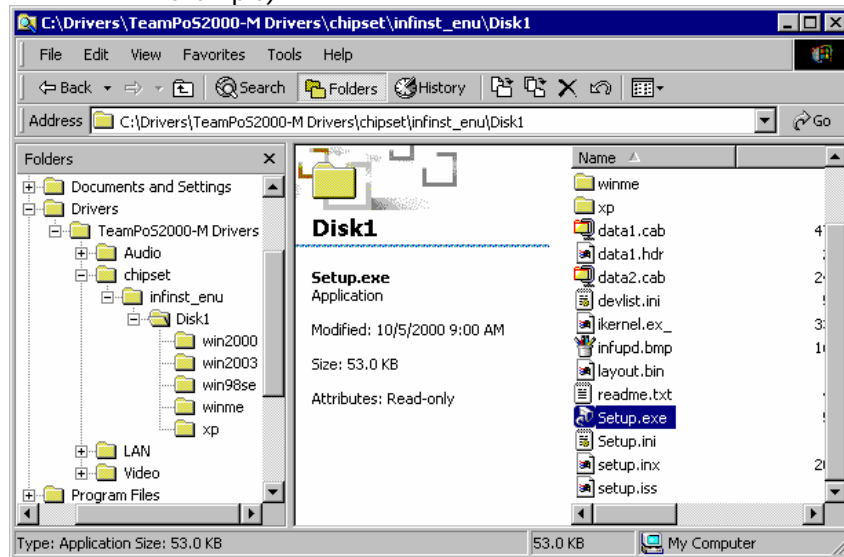 C:\Drivers\TeamPoS2000-M Drivers\chipset\infinst_enu\Disk1
File Edit View Favorites Tools Help
Back Search Folders History
Address C:\Drivers\TeamPoS2000-M Drivers\chipset\infinst_enu\Disk1 Go
Folders
Documents and Settings
Drivers
TeamPoS2000-M Drivers
Audio
chipset
infinst_enu
Disk1
win2000
win2003
win98se
winme
xp
LAN
Video
Program Files
Disk1
Setup.exe
Application
Modified: 10/5/2000 9:00 AM
Size: 53.0 KB
Attributes: Read-only
Name
winme
xp
data1.cab
data1.hdr
data2.cab
devlist.ini
ikernel.ex_
infupd.bmp
layout.bin
readme.txt
Setup.exe
Setup.ini
setup.inx
setup.iss
Type: Application Size: 53.0 KB 53.0 KB My Computer